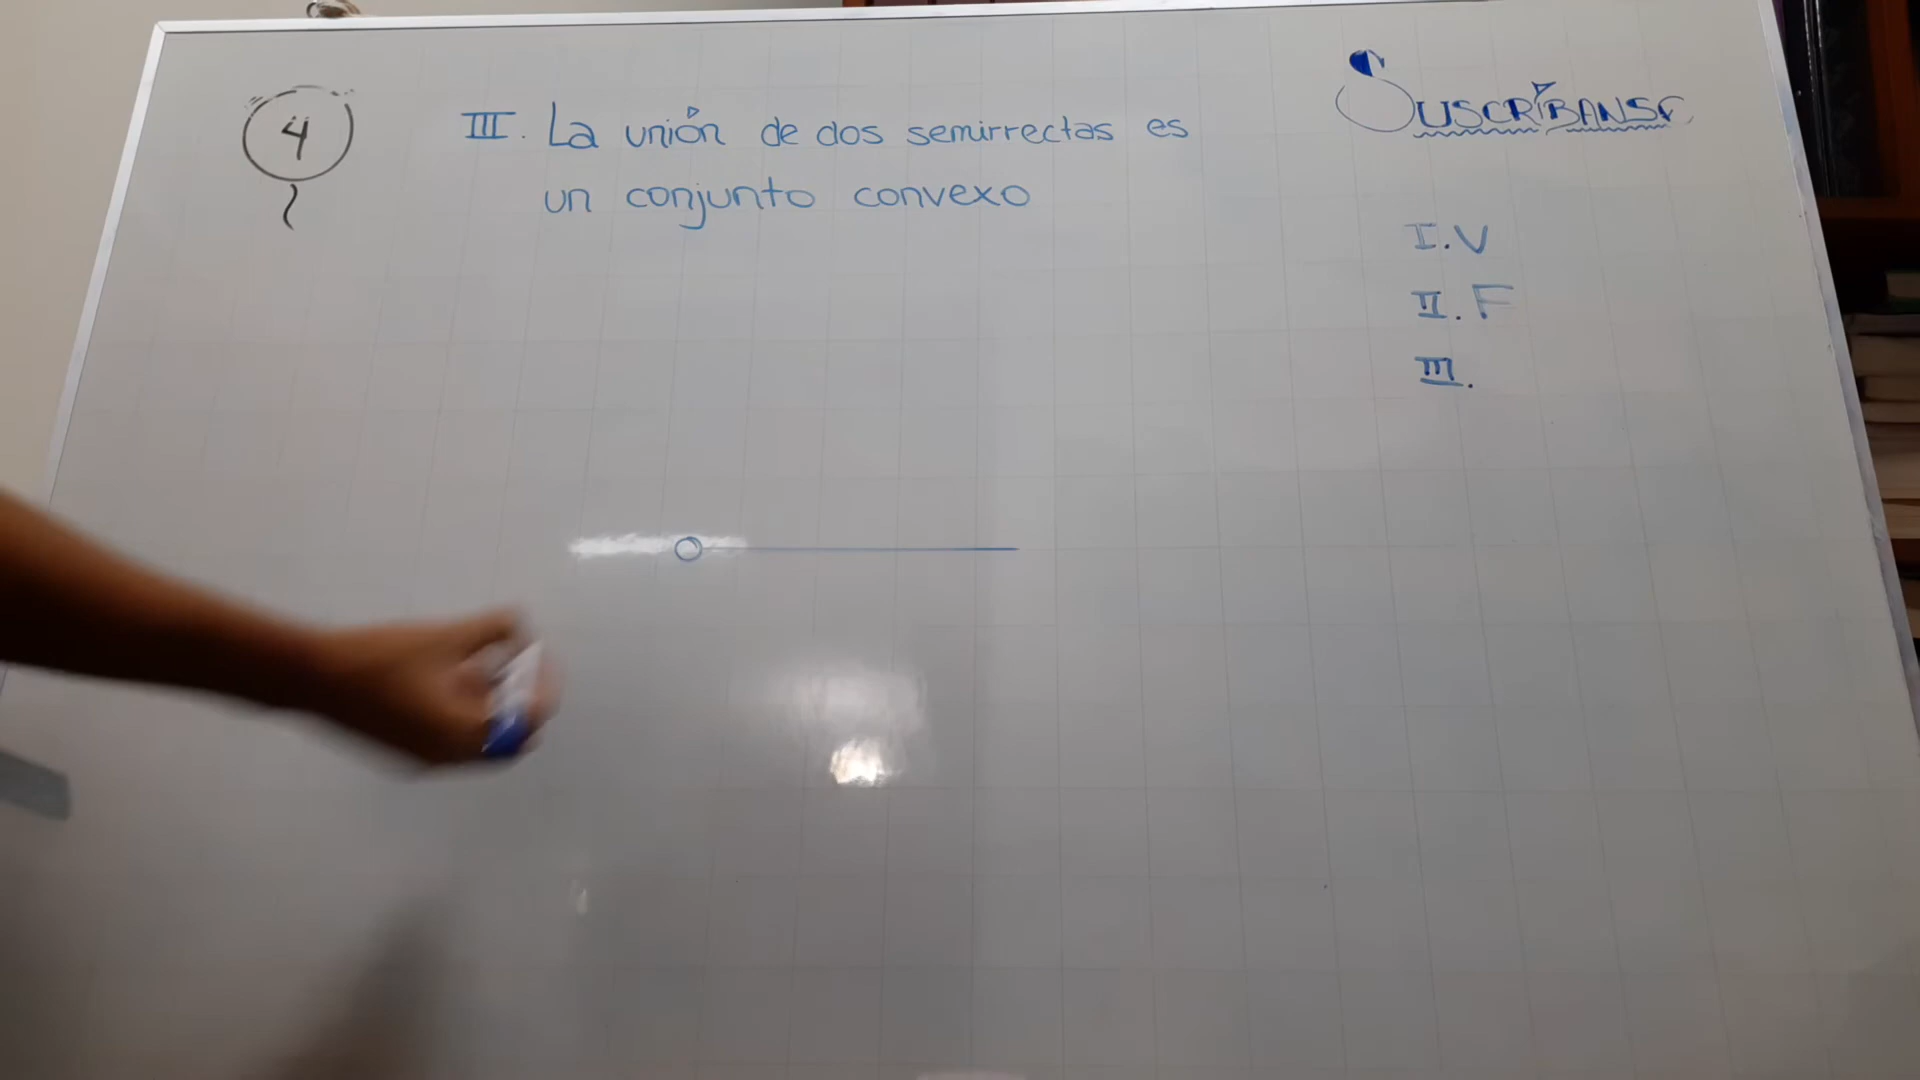 4
III. La unión de dos semirrectas es
un conjunto convexo
SUSCRÍBANSE
I. V
II. F
III.